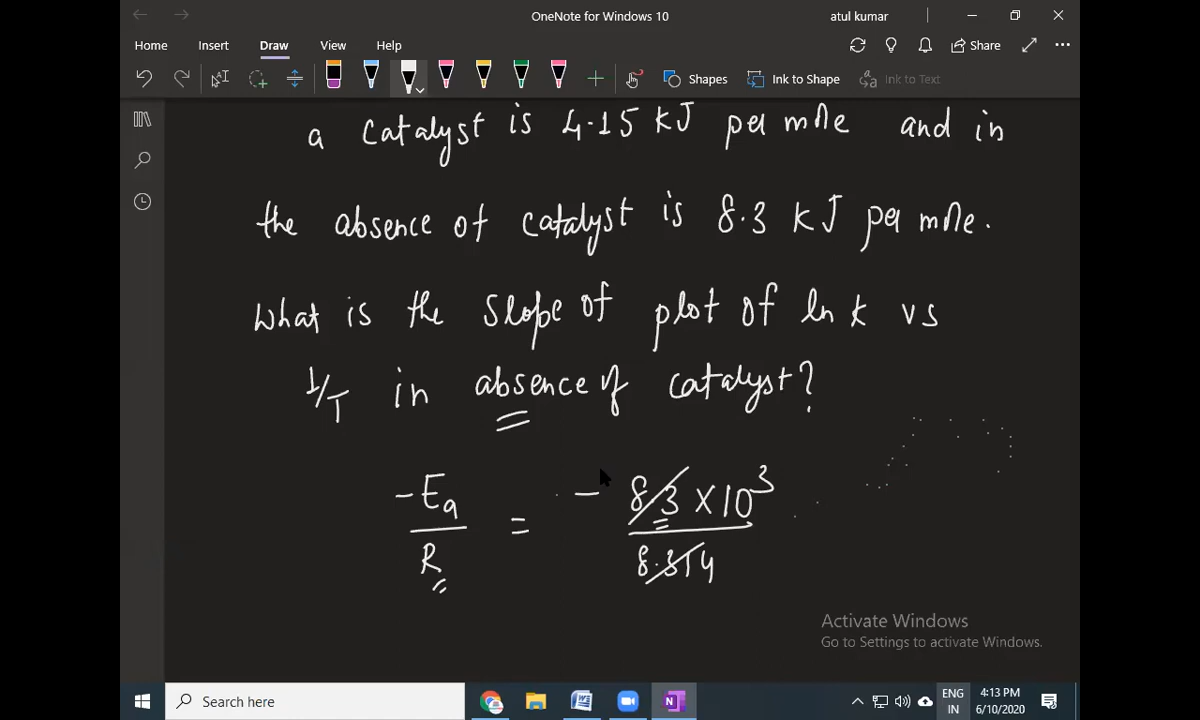 OneNote for Windows 10
atul kumar
Home Insert Draw View Help
Share
Shapes
Ink to Shape
Ink to Text
a catalyst is 4.15 kJ per mole and in
the absence of catalyst is 8.3 kJ per mole.
What is the slope of plot of ln k vs
1/T in absence of catalyst?
-Ea/R = - 8.3 X 10³/8.314
Activate Windows
Go to Settings to activate Windows.
Search here
W
N
ENG
IN
4:13 PM
6/10/2020